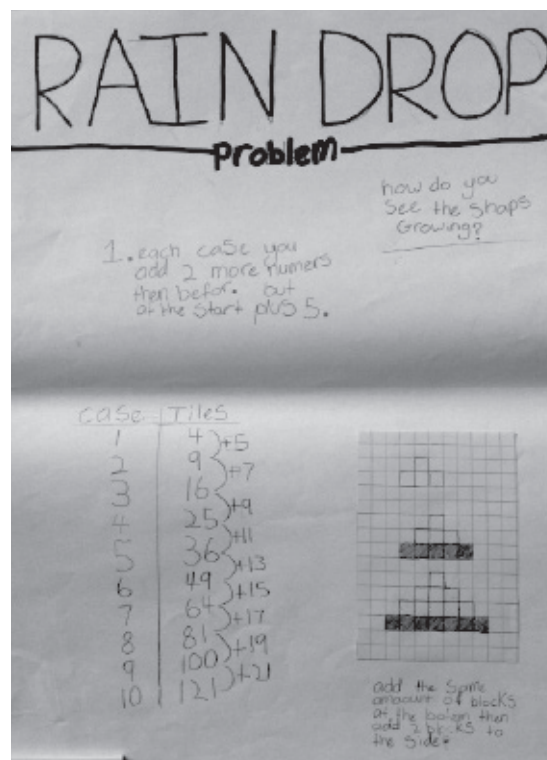 RAIN DROP
Problem
how do you
See the shaps
Growing?
1. each case you
add 2 more numers
then befor. but
at the start plus 5.
case Tiles
1 4
+5
2 9
+7
3 16
+9
4 25
+11
5 36
+13
6 49
+15
7 64
+17
8 81
+19
9 100
+21
10 121
add the same
amount of blocks
at the botom then
add 2 blocks to
the side.